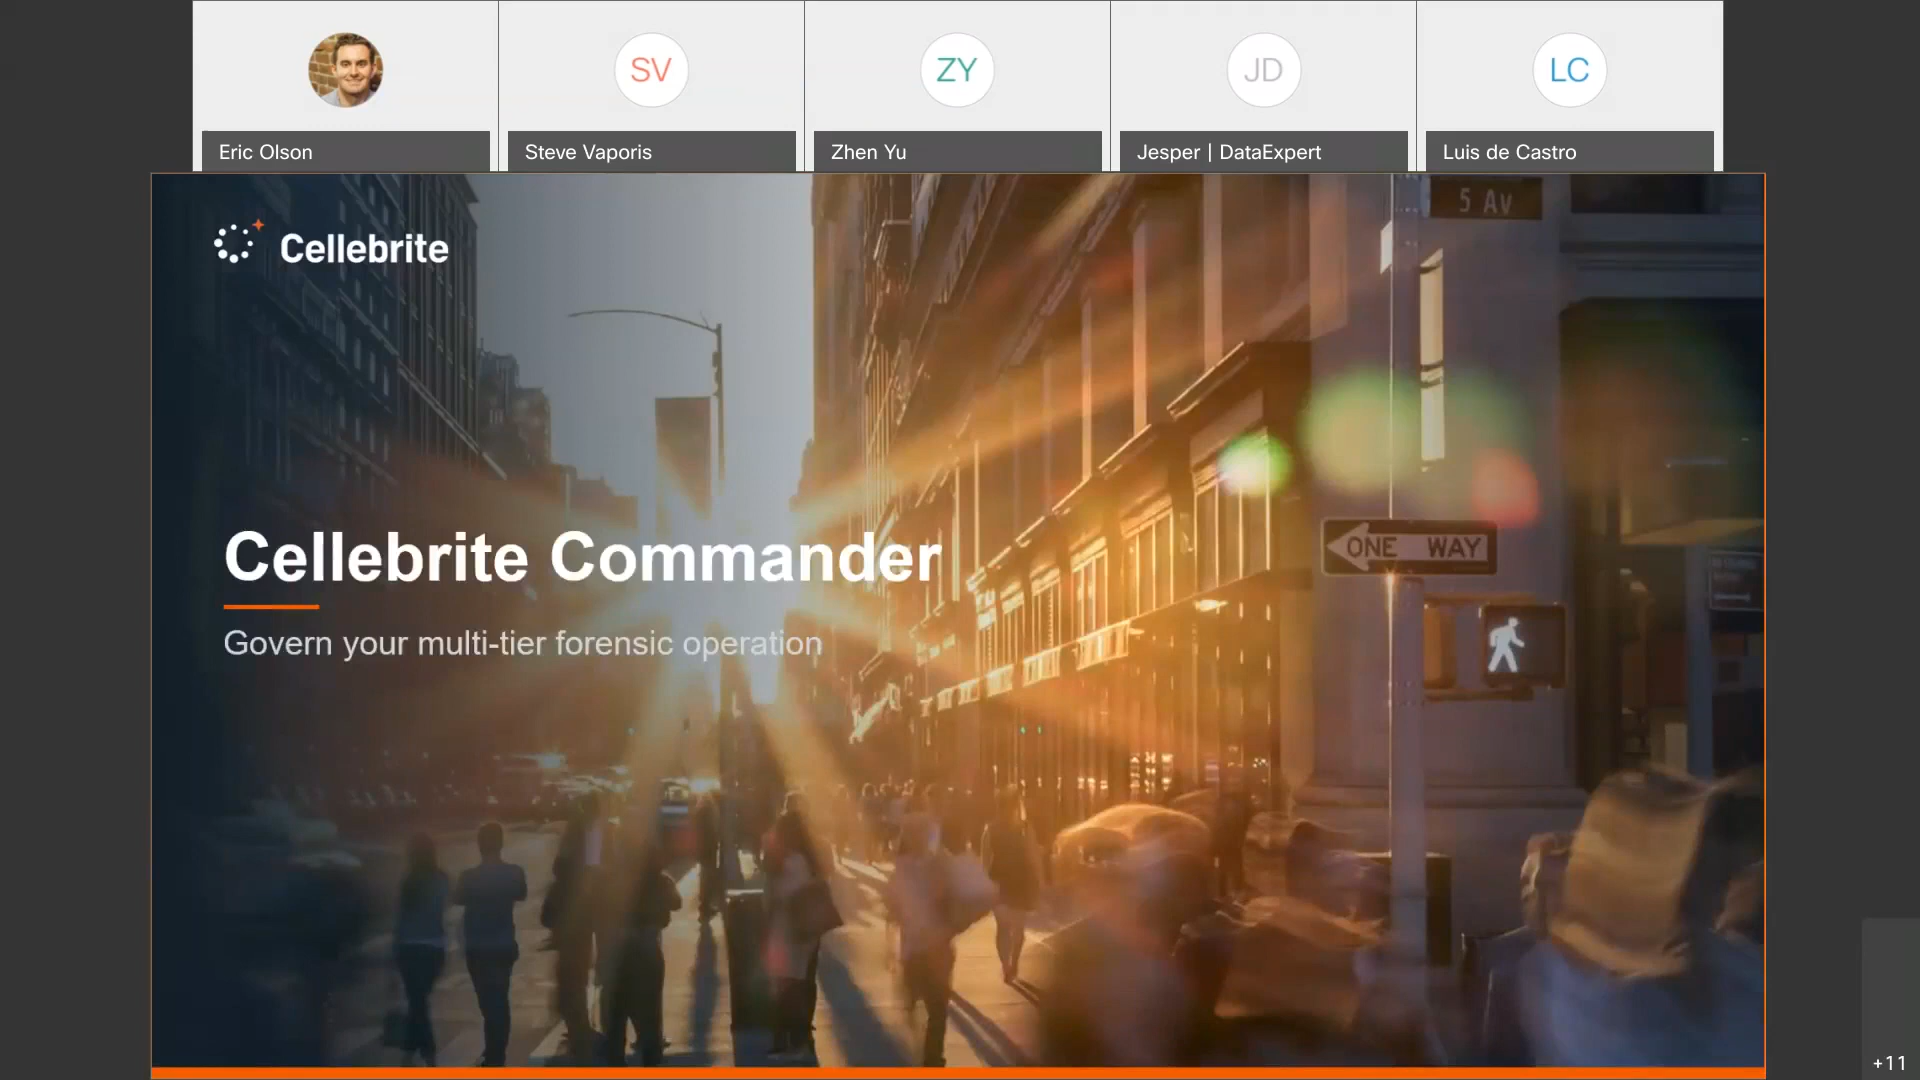 SV
ZY
JD
LC
Eric Olson
Steve Vaporis
Zhen Yu
Jesper | DataExpert
Luis de Castro
5 Av
Cellebrite
ONE WAY
Cellebrite Commander
Govern your multi-tier forensic operation
+11